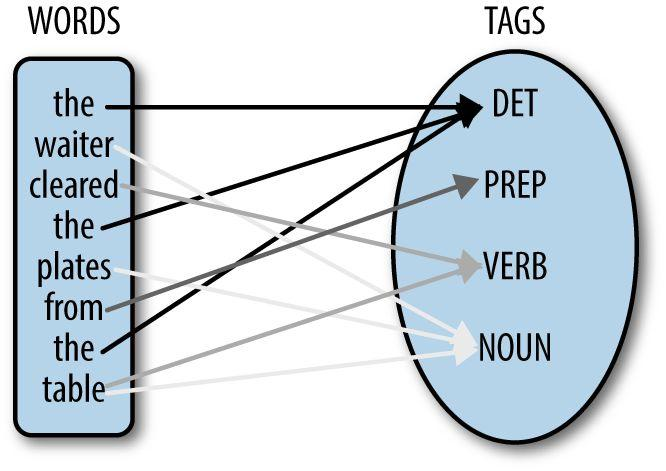 WORDS
the
waiter
cleared
the
plates
from
the
table
TAGS
DET
PREP
VERB
NOUN